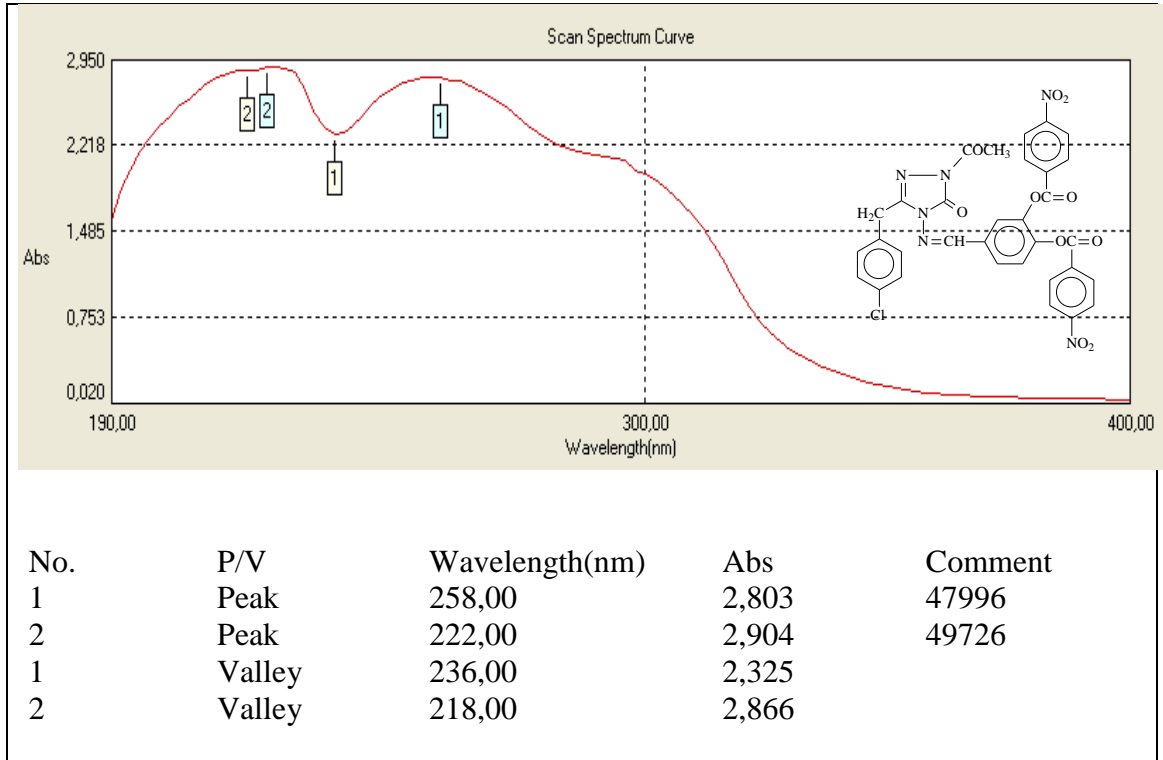 Scan Spectrum Curve
2,950
2,218
1,485
Abs
0,753
0,020
190,00 300,00 400,00
Wavelength(nm)
2 2 1
1
NO₂
COCH₃
N N
OC=O
H₂C N O
N=CH OC=O
Cl
NO₂
No. P/V Wavelength(nm) Abs Comment
1 Peak 258,00 2,803 47996
2 Peak 222,00 2,904 49726
1 Valley 236,00 2,325
2 Valley 218,00 2,866